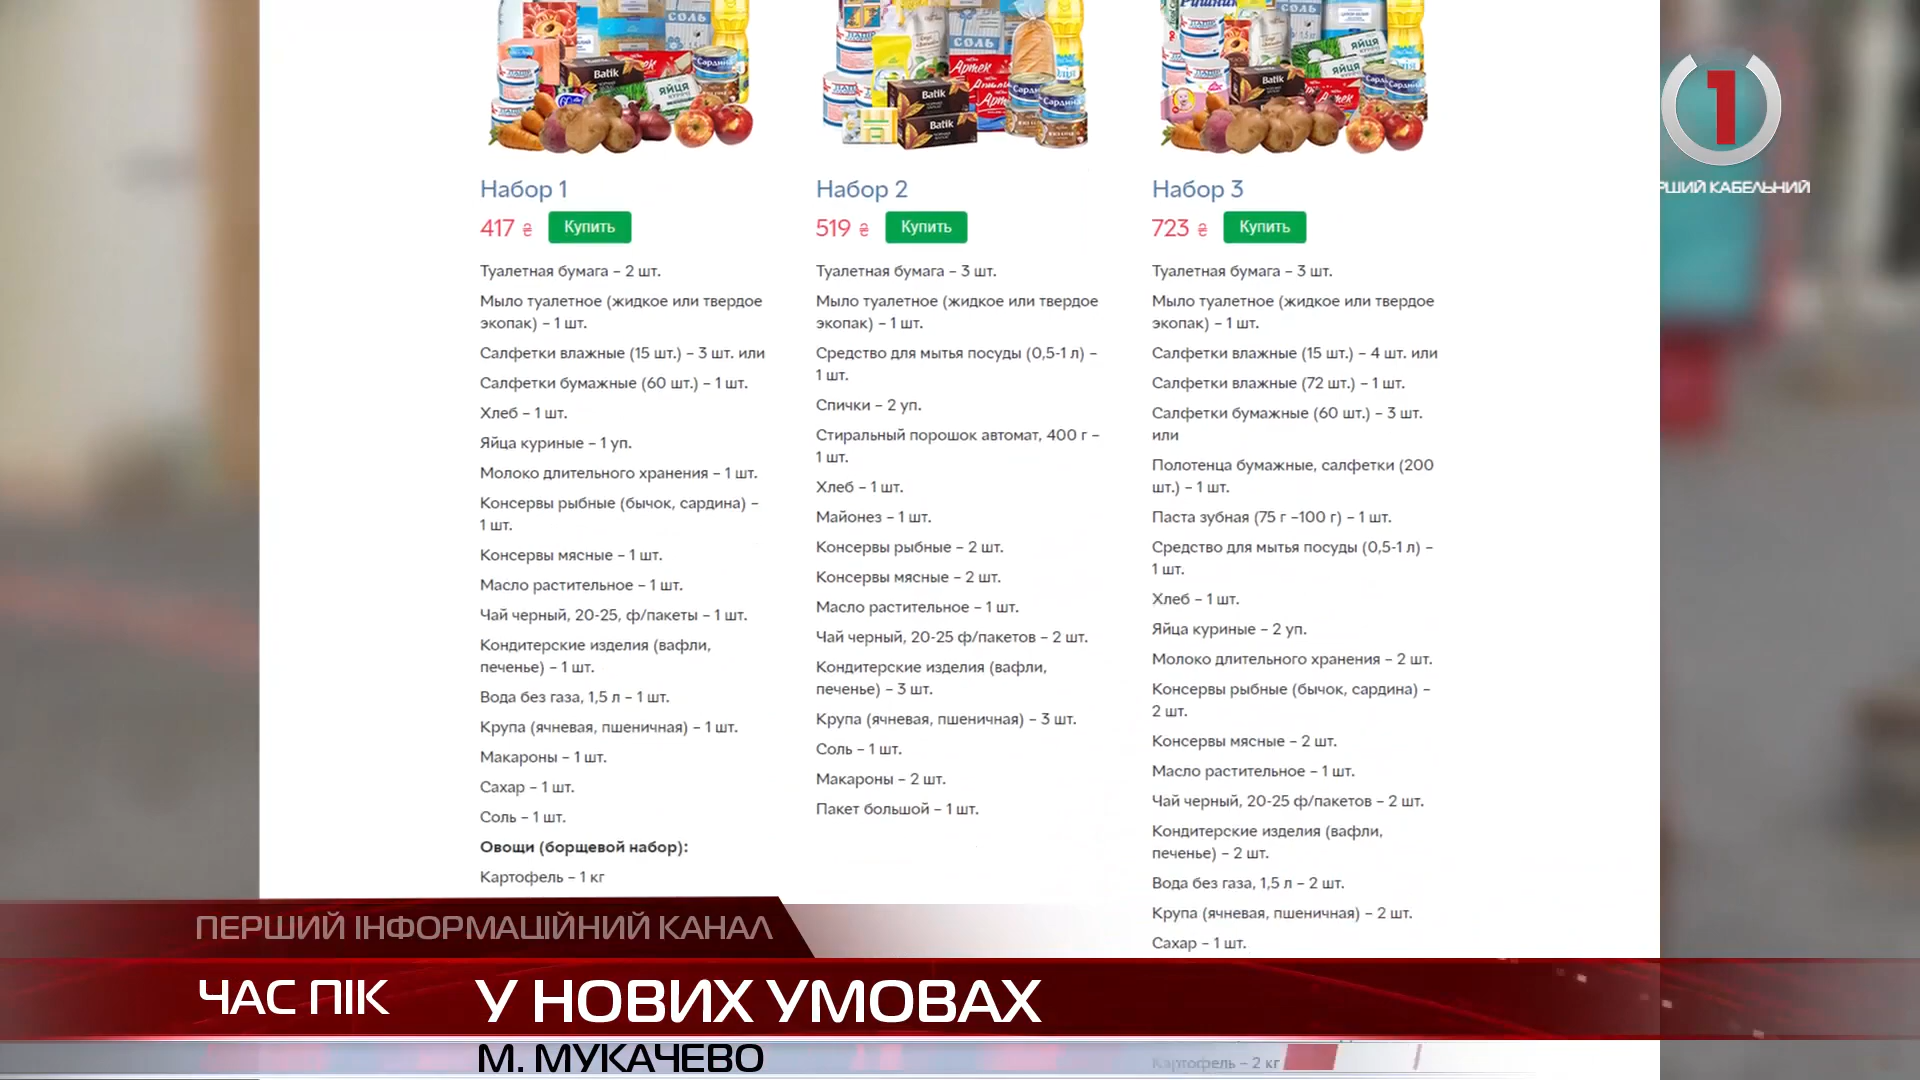 СОЛЬ
Batik
Сардина
ЯЙЦЯ
Набор 1
417 ₴
Купить
Туалетная бумага – 2 шт.
Мыло туалетное (жидкое или твердое
экопак) – 1 шт.
Салфетки влажные (15 шт.) – 3 шт. или
Салфетки бумажные (60 шт.) – 1 шт.
Хлеб – 1 шт.
Яйца куриные – 1 уп.
Молоко длительного хранения – 1 шт.
Консервы рыбные (бычок, сардина) –
1 шт.
Консервы мясные – 1 шт.
Масло растительное – 1 шт.
Чай черный, 20-25, ф/пакеты – 1 шт.
Кондитерские изделия (вафли,
печенье) – 1 шт.
Вода без газа, 1,5 л – 1 шт.
Крупа (ячневая, пшеничная) – 1 шт.
Макароны – 1 шт.
Сахар – 1 шт.
Соль – 1 шт.
Овощи (борщевой набор):
Картофель – 1 кг
СОЛЬ
Артек
Batik
Batik
Сардина
Набор 2
519 ₴
Купить
Туалетная бумага – 3 шт.
Мыло туалетное (жидкое или твердое
экопак) – 1 шт.
Средство для мытья посуды (0,5-1 л) –
1 шт.
Спички – 2 уп.
Стиральный порошок автомат, 400 г –
1 шт.
Хлеб – 1 шт.
Майонез – 1 шт.
Консервы рыбные – 2 шт.
Консервы мясные – 2 шт.
Масло растительное – 1 шт.
Чай черный, 20-25 ф/пакетов – 2 шт.
Кондитерские изделия (вафли,
печенье) – 3 шт.
Крупа (ячневая, пшеничная) – 3 шт.
Соль – 1 шт.
Макароны – 2 шт.
Пакет большой – 1 шт.
СОЛЬ
ЯЙЦЯ
Batik
Артек
Набор 3
723 ₴
Купить
Туалетная бумага – 3 шт.
Мыло туалетное (жидкое или твердое
экопак) – 1 шт.
Салфетки влажные (15 шт.) – 4 шт. или
Салфетки влажные (72 шт.) – 1 шт.
Салфетки бумажные (60 шт.) – 3 шт.
или
Полотенца бумажные, салфетки (200
шт.) – 1 шт.
Паста зубная (75 г –100 г) – 1 шт.
Средство для мытья посуды (0,5-1 л) –
1 шт.
Хлеб – 1 шт.
Яйца куриные – 2 уп.
Молоко длительного хранения – 2 шт.
Консервы рыбные (бычок, сардина) –
2 шт.
Консервы мясные – 2 шт.
Масло растительное – 1 шт.
Чай черный, 20-25 ф/пакетов – 2 шт.
Кондитерские изделия (вафли,
печенье) – 2 шт.
Вода без газа, 1,5 л – 2 шт.
Крупа (ячневая, пшеничная) – 2 шт.
Сахар – 1 шт.
Картофель – 2 кг
1
РШИЙ КАБЕЛЬНИЙ
ПЕРШИЙ ІНФОРМАЦІЙНИЙ КАНАЛ
ЧАС ПІК
У НОВИХ УМОВАХ
М. МУКАЧЕВО